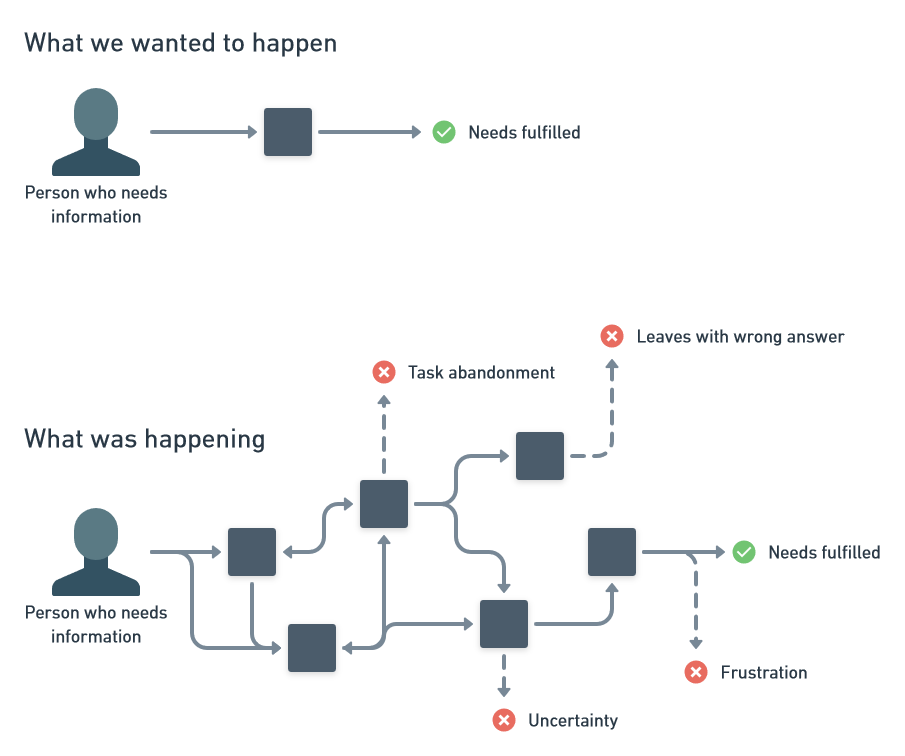 What we wanted to happen
Needs fulfilled
Person who needs
information
Leaves with wrong answer
Task abandonment
What was happening
Needs fulfilled
Person who needs
information
Frustration
Uncertainty